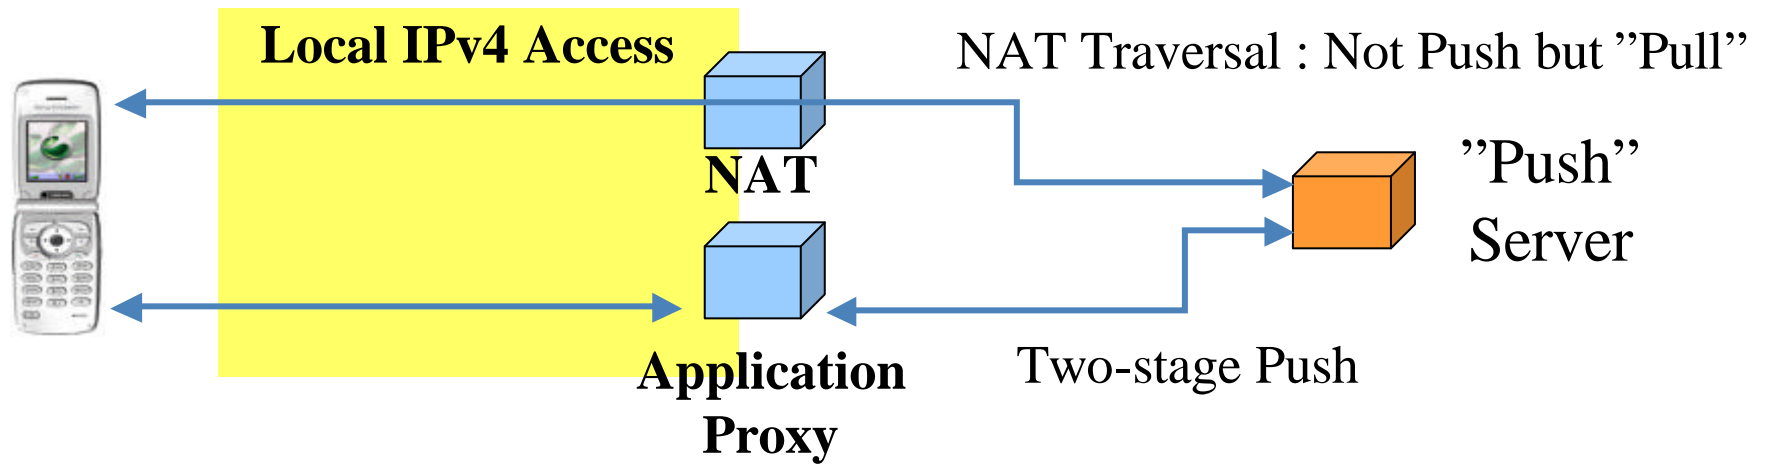 Local IPv4 Access
NAT Traversal : Not Push but ”Pull”
NAT
”Push”
Server
Application
Proxy
Two-stage Push